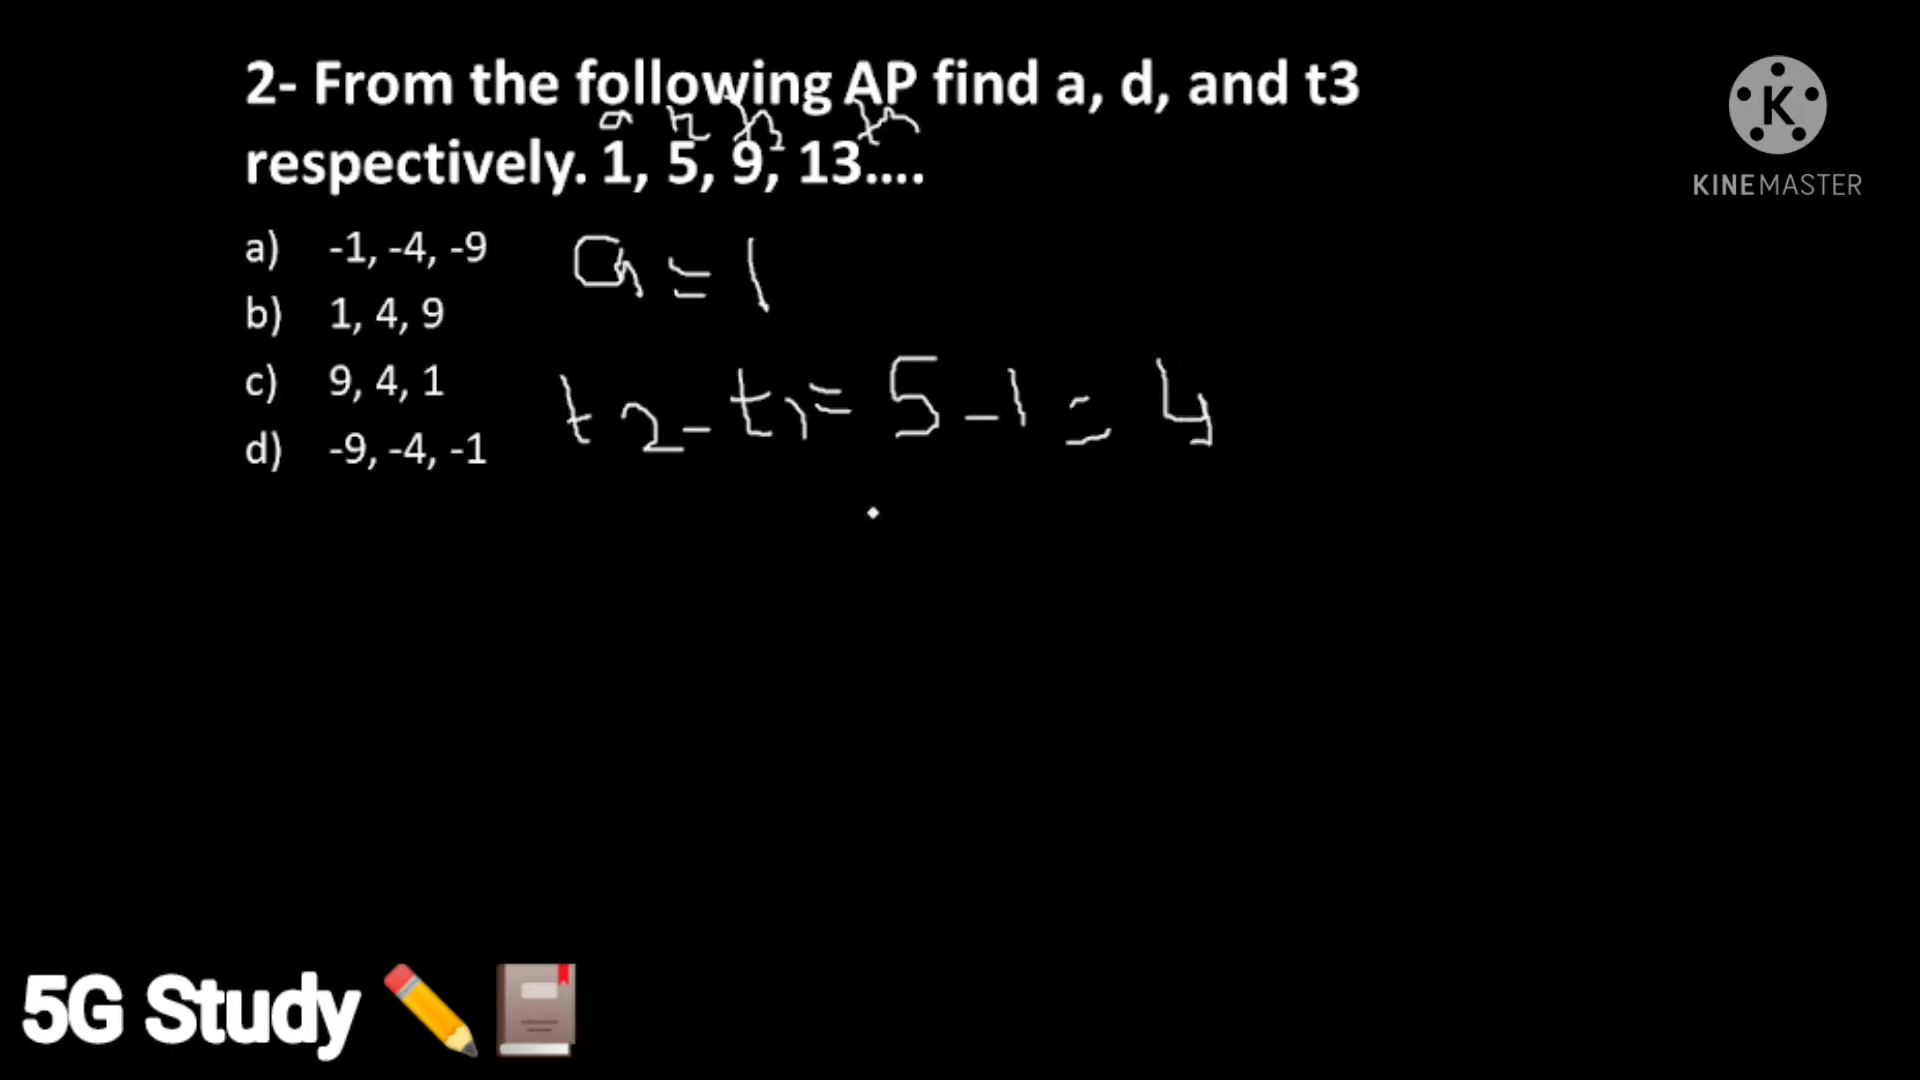 2- From the following AP find a, d, and t3
respectively. 1, 5, 9, 13....
a) -1, -4, -9
b) 1, 4, 9
c) 9, 4, 1
d) -9, -4, -1
a = 1
t2 - t1 = 5 - 1 = 4
K
KINEMASTER
5G Study